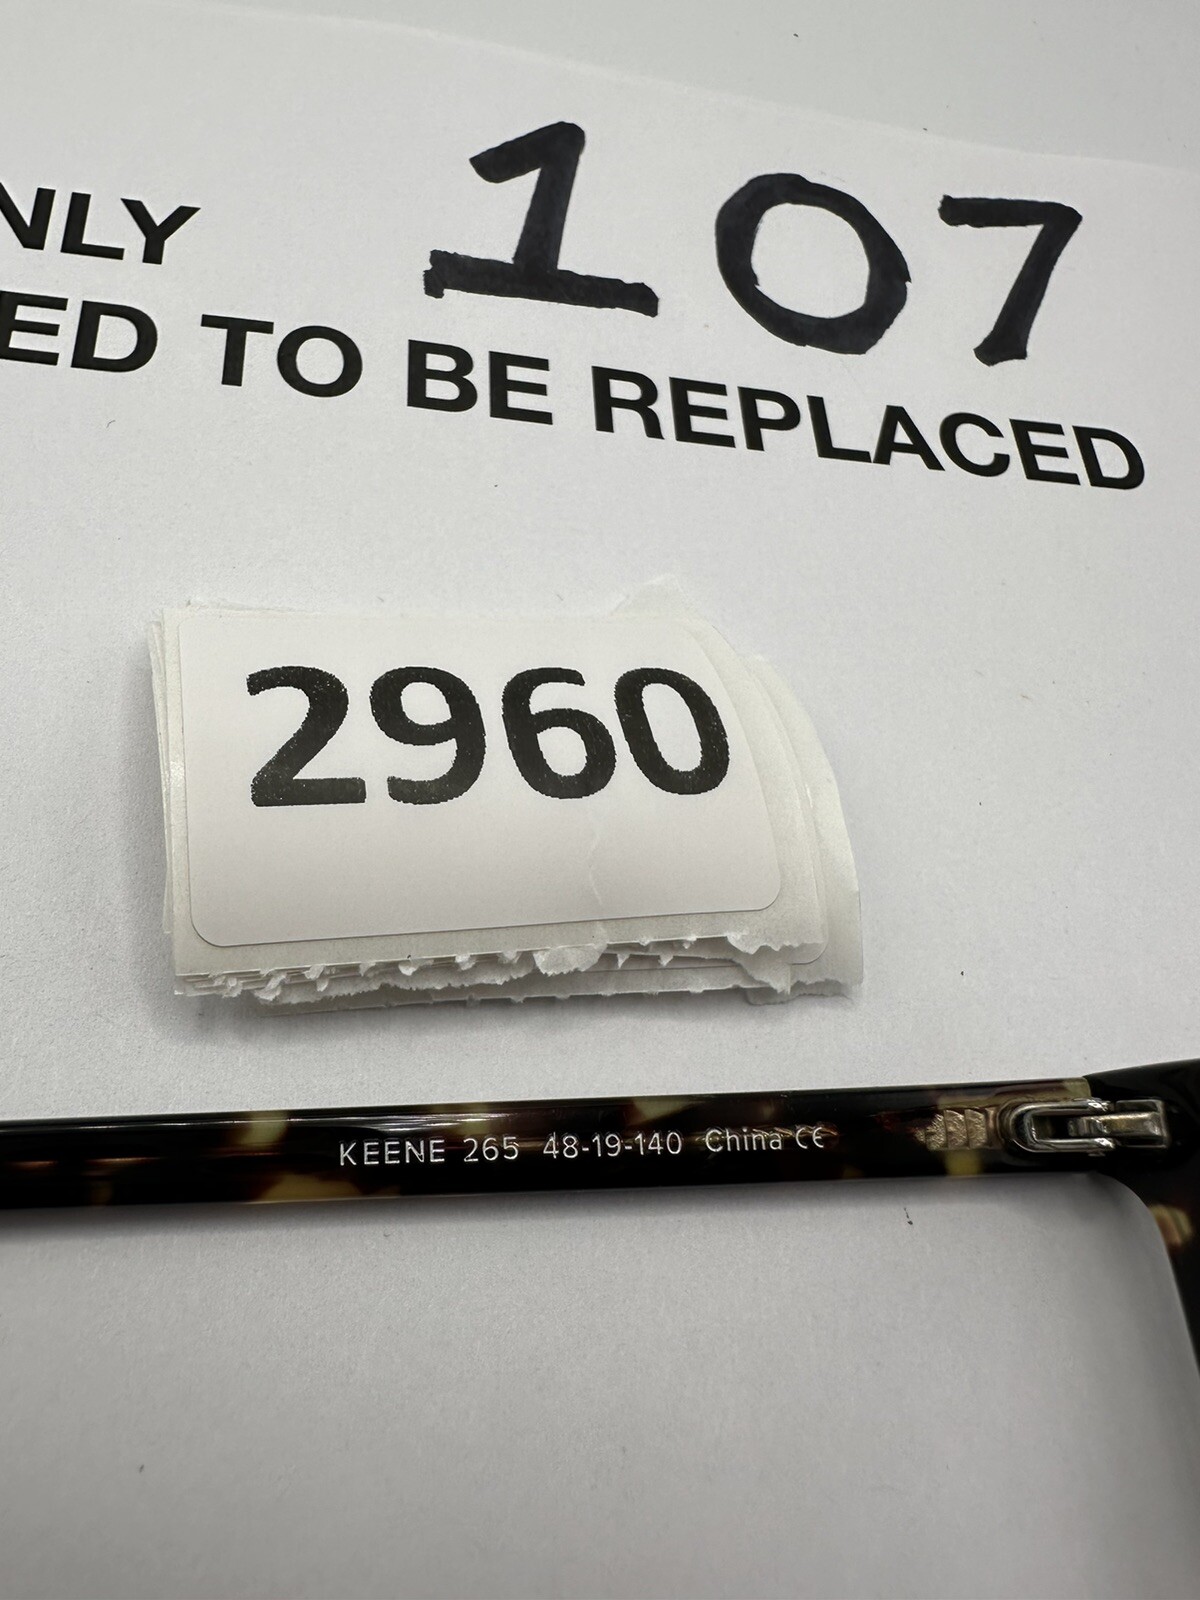 NLY
107
ED TO BE REPLACED
2960
KEENE 265 48-19-140 China CE